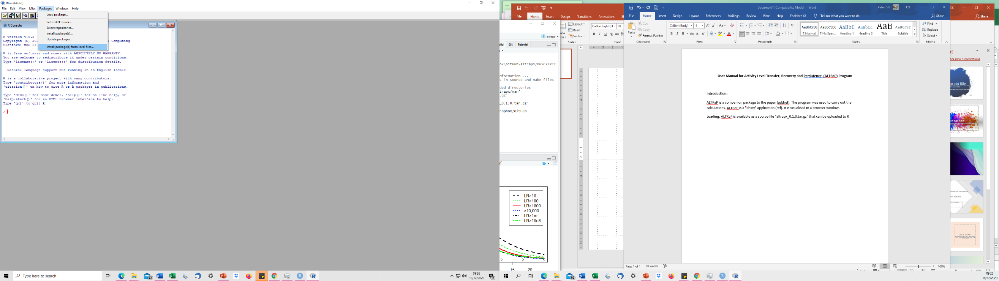 RGui (64-bit)
File Edit View Misc Packages Windows Help
Load package...
Set CRAN mirror...
Select repositories...
Install package(s)...
Update packages...
Install package(s) from local files...
R Console
R version 4.0.2
Copyright (C) 202
l Computing
Platform: x86_64-
R is free software and comes with ABSOLUTELY NO WARRANTY.
You are welcome to redistribute it under certain conditions.
Type 'license()' or 'licence()' for distribution details.
Natural language support but running in an English locale
R is a collaborative project with many contributors.
Type 'contributors()' for more information and
'citation()' on how to cite R or R packages in publications.
Type 'demo()' for some demos, 'help()' for on-line help, or
'help.start()' for an HTML browser interface to help.
Type 'q()' to quit R.
>
Type here to search
65
09:26
18/12/2020
17
File Home Insert Design Transitions Animations
Share
Layout
Reset
Section
Slides
Calibri Light (H 60
B I U S abc
Font
altrapx
ild Git Tutorial
ox\GitHub\altrapx/DESCRIPTI
nformation ...
s in source and make files
ded directories
trapx/man'
.gz'
_0.1.0.tar.gz"
ropbox/GitHub
LR>10
LR>100
LR>1000
>10,000
LR>1m
LR>10e8
15 20
Document1 [Compatibility Mode] - Word
Peter Gill
File Home Insert Design Layout References Mailings Review View Help EndNote X4 Tell me what you want to do
Share
Cut
Copy
Format Painter
Paste
Clipboard
Calibri (Body) 11
Font
Paragraph
AaBbCcDc AaBbCcDc AaBbC AaBbCcI AaB AaBbCcC
¶ Normal ¶ No Spac... Heading 1 Heading 2 Title Subtitle
Styles
Find
Replace
Select
Editing
User Manual for Activity Level Transfer, Recovery and Persistence (ALTRaP) Program
Introduction:
ALTRaP is a companion package to the paper (addref). The program was used to carry out the
calculations. ALTRaP is a "Shiny" application (ref). It is visualised in a browser window.
Loading: ALTRaP is available as a source file "altrapx_0.1.0.tar.gz" that can be uploaded to R
Page 1 of 1 58 words
100%
Share
for new presentations
to add title
to add title
Click to add title
65
09:26
18/12/2020